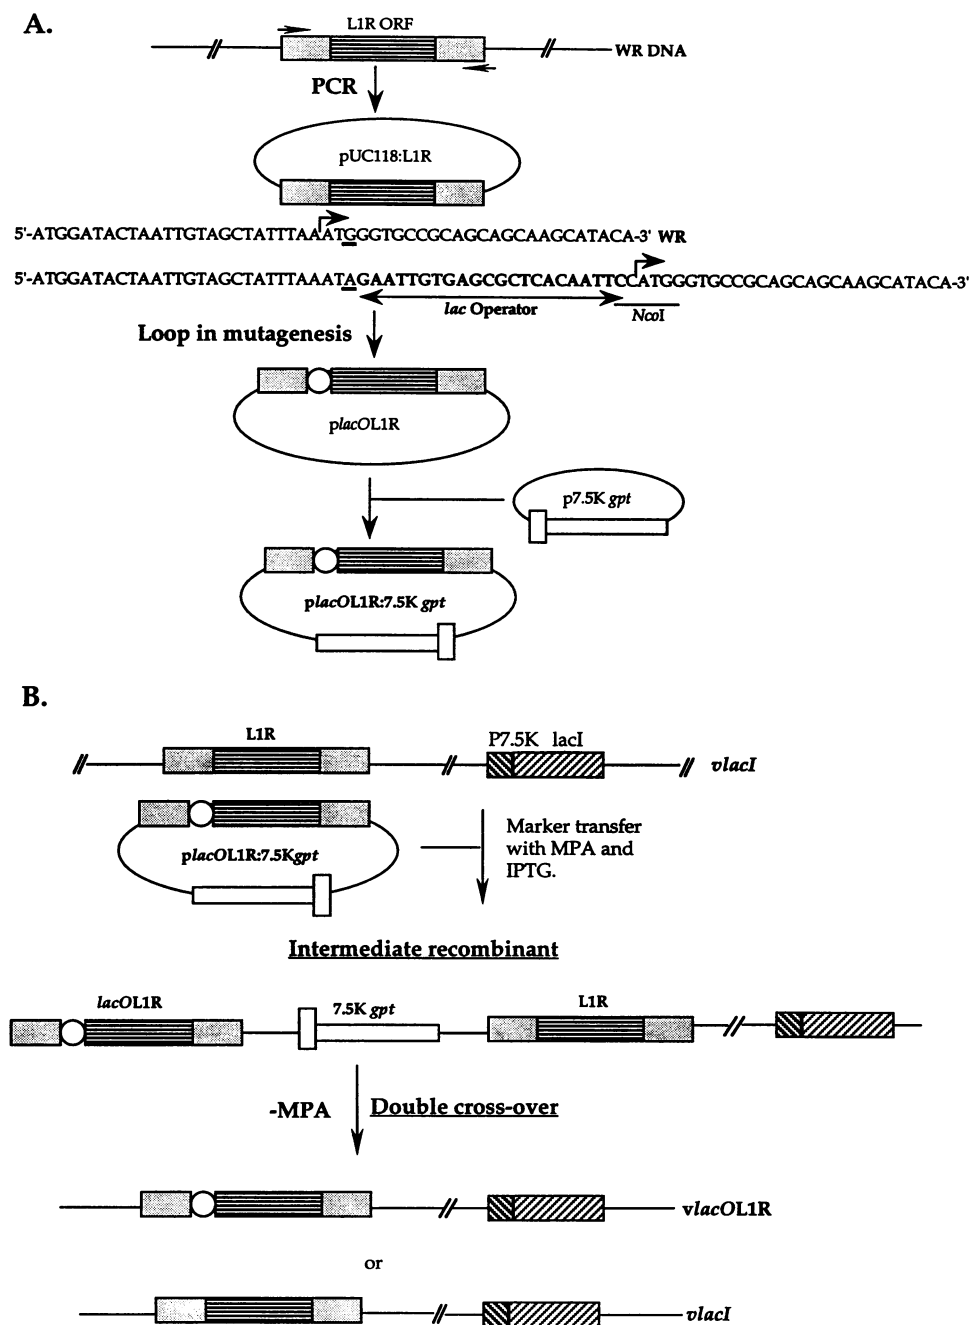 A.
L1R ORF
WR DNA
PCR
pUC118:L1R
5'-ATGGATACTAATTGTAGCTATTTAAATGGGTGCCGCAGCAGCAAGCATACA-3' WR
5'-ATGGATACTAATTGTAGCTATTTAAATAGAATTGTGAGCGCTCACAATTCCATGGGTGCCGCAGCAGCAAGCATACA-3'
lac Operator
NcoI
Loop in mutagenesis
placOL1R
p7.5K gpt
placOL1R:7.5K gpt
B.
L1R
P7.5K lacI
vlacI
placOL1R:7.5Kgpt
Marker transfer
with MPA and
IPTG.
Intermediate recombinant
lacOL1R
7.5K gpt
L1R
-MPA
Double cross-over
vlacOL1R
or
vlacI